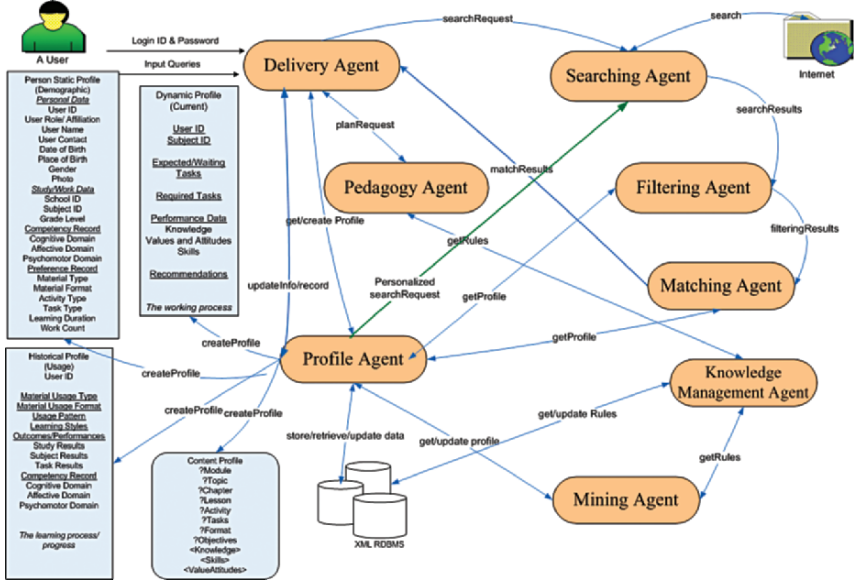 A User
Login ID & Password
Input Queries
searchRequest
search
Internet
Delivery Agent
Searching Agent
searchResults
planRequest
matchResults
Pedagogy Agent
Filtering Agent
get/create Profile
getRules
filteringResults
updateInfo/record
Personalized
searchRequest
getProfile
Matching Agent
getProfile
Profile Agent
Knowledge
Management Agent
createProfile
createProfile
createProfile
createProfile
store/retrieve/update data
get/update profile
get/update Rules
getRules
Mining Agent
XML RDBMS
Person Static Profile
(Demographic)
Personal Data
User ID
User Role/ Affiliation
User Name
User Contact
Date of Birth
Place of Birth
Gender
Photo
Study/Work Data
School ID
Subject ID
Grade Level
Competency Record
Cognitive Domain
Affective Domain
Psychomotor Domain
Preference Record
Material Type
Material Format
Activity Type
Task Type
Learning Duration
Work Count
Dynamic Profile
(Current)
User ID
Subject ID
Expected/Waiting
Tasks
Required Tasks
Performance Data
Knowledge
Values and Attitudes
Skills
Recommendations
The working process
Historical Profile
(Usage)
User ID
Material Usage Type
Material Usage Format
Usage Pattern
Learning Styles
Outcomes/Performances
Study Results
Subject Results
Task Results
Competency Record
Cognitive Domain
Affective Domain
Psychomotor Domain
The learning process/
progress
Content Profile
?Module
?Topic
?Chapter
?Lesson
?Activity
?Tasks
?Format
?Objectives
<Knowledge>
<Skills>
<ValueAttitudes>